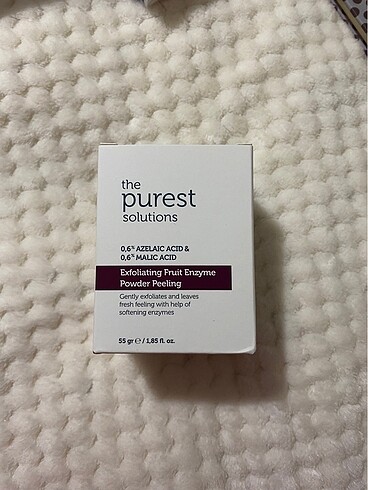 the
purest
solutions
0,6% AZELAIC ACID &
0,6% MALIC ACID
Exfoliating Fruit Enzyme
Powder Peeling
Gently exfoliates and leaves
fresh feeling with help of
softening enzymes
55 gr ℮ / 1,85 fl. oz.